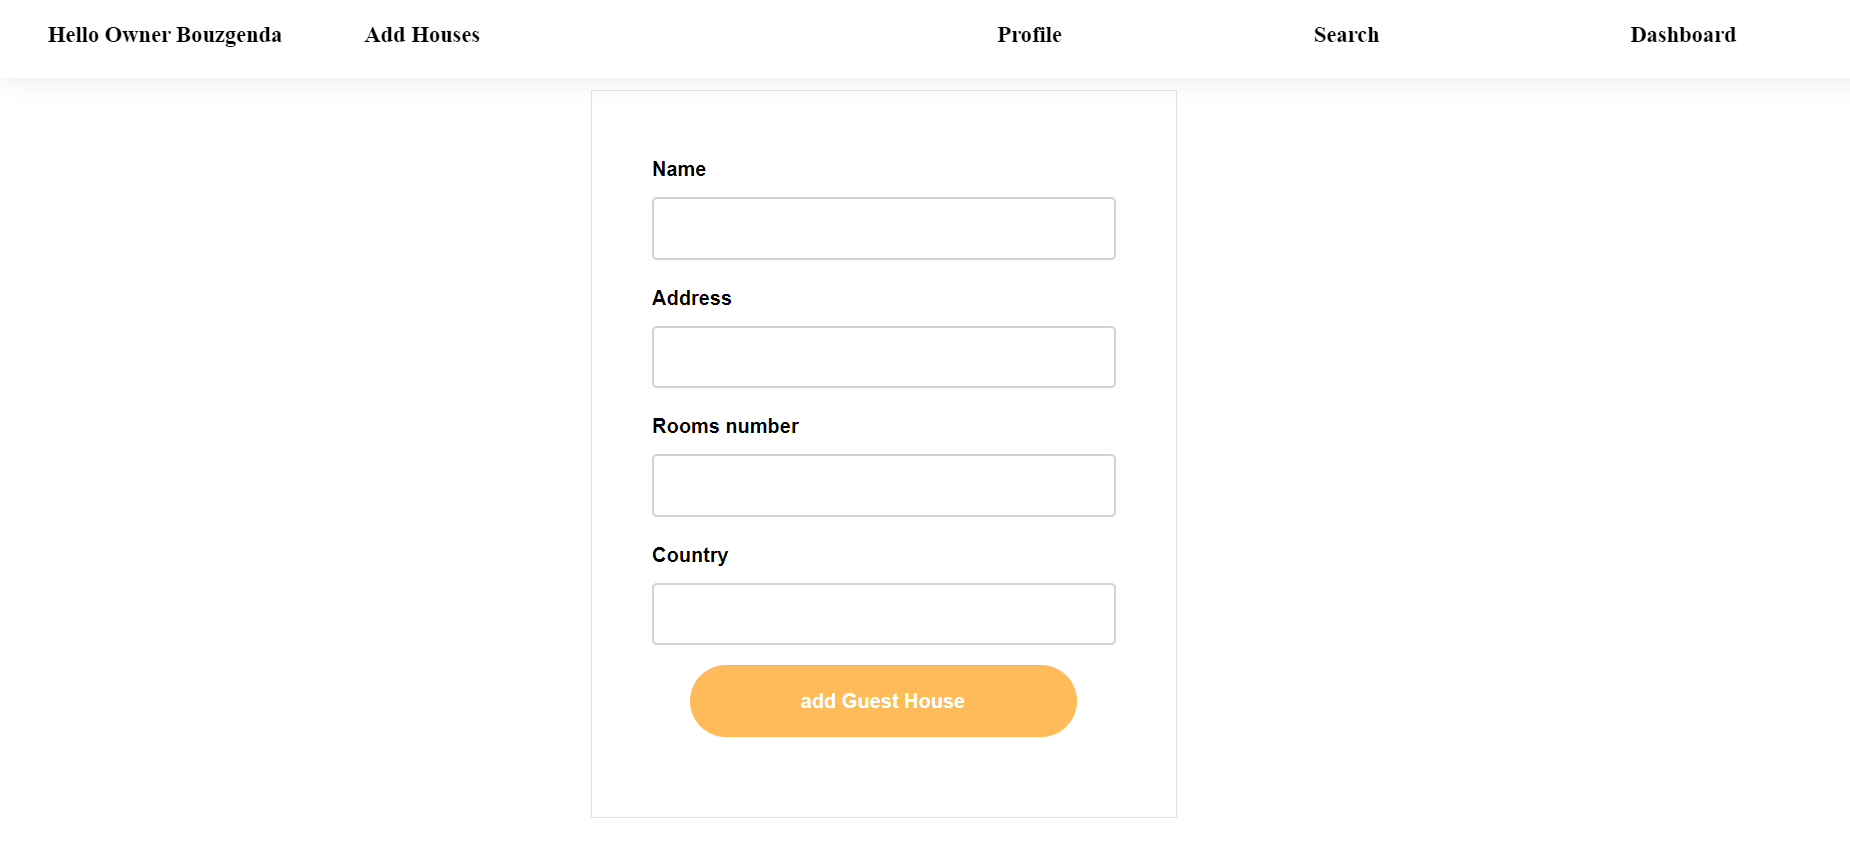 Hello Owner Bouzgenda Add Houses Profile Search Dashboard
Name
Address
Rooms number
Country
add Guest House